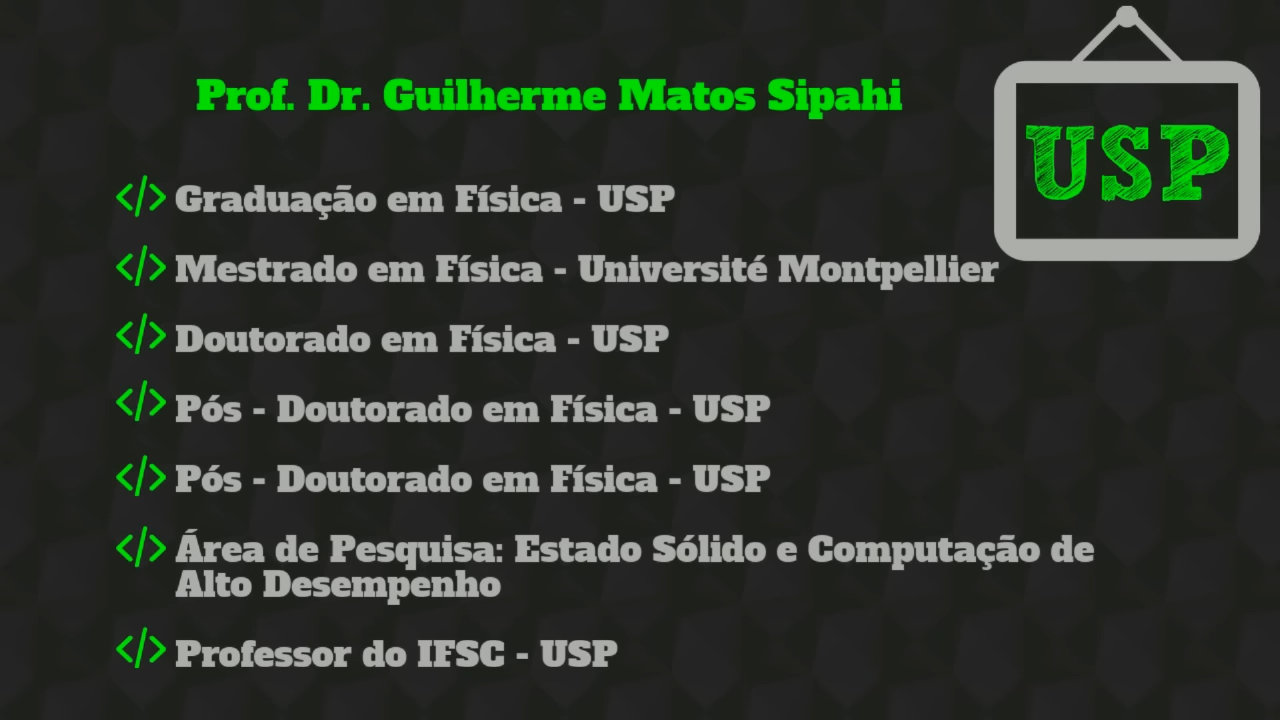 Prof. Dr. Guilherme Matos Sipahi
USP
</> Graduação em Física - USP
</> Mestrado em Física - Université Montpellier
</> Doutorado em Física - USP
</> Pós - Doutorado em Física - USP
</> Pós - Doutorado em Física - USP
</> Área de Pesquisa: Estado Sólido e Computação de
Alto Desempenho
</> Professor do IFSC - USP